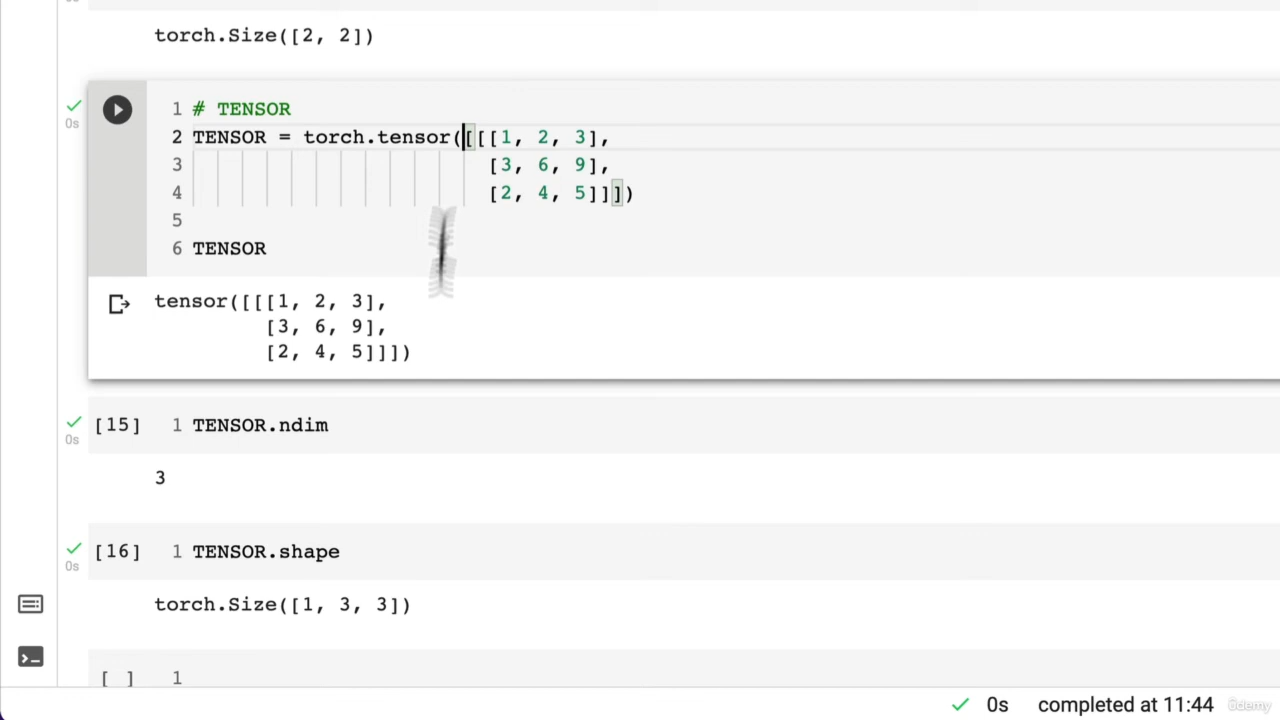 torch.Size([2, 2])
0s
1 # TENSOR
2 TENSOR = torch.tensor([[[1, 2, 3],
3 [3, 6, 9],
4 [2, 4, 5]]])
5
6 TENSOR
tensor([[[1, 2, 3],
[3, 6, 9],
[2, 4, 5]]])
[15] 1 TENSOR.ndim
0s
3
[16] 1 TENSOR.shape
0s
torch.Size([1, 3, 3])
[ ] 1
0s completed at 11:44
ûdemy